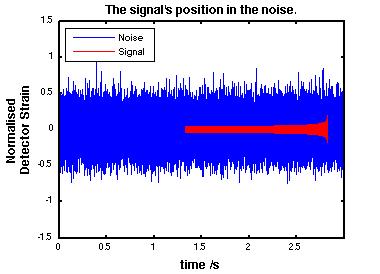 The signal's position in the noise.
Noise
Signal
Normalised
Detector Strain
1.5
1
0.5
0
-0.5
-1
-1.5
0
0.5
1
1.5
2
2.5
time /s